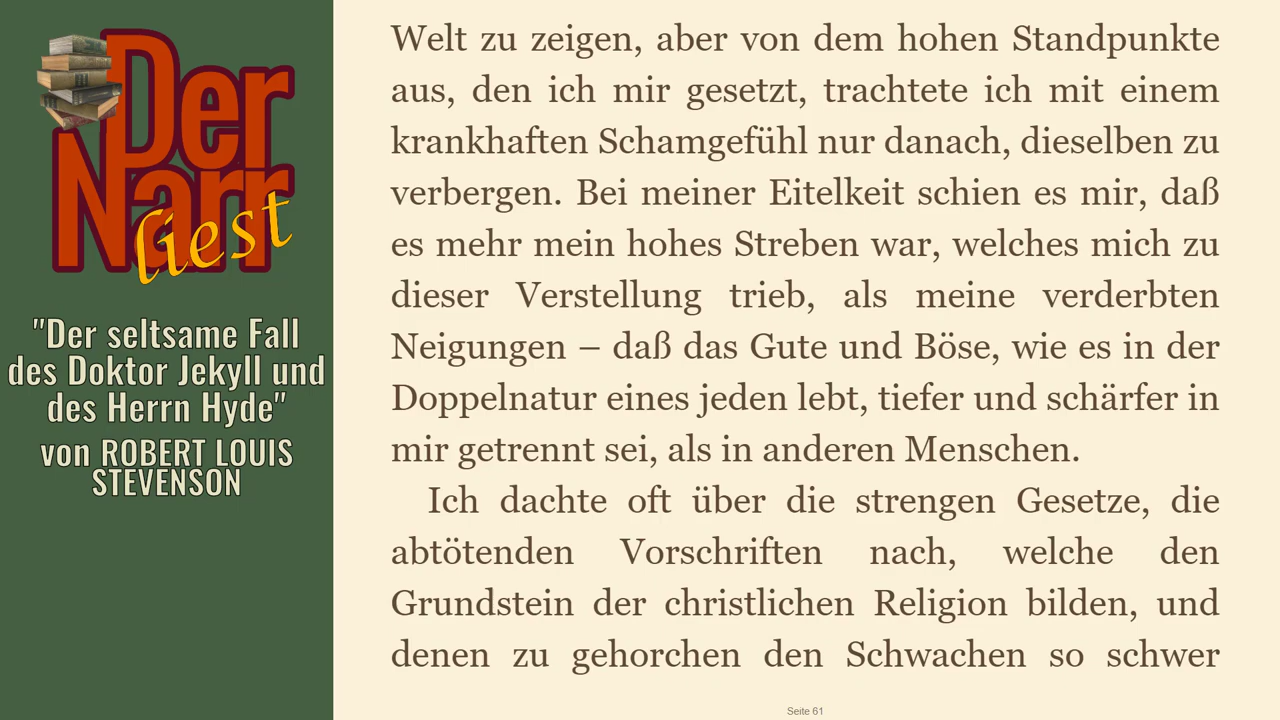 Der
Narr
liest
"Der seltsame Fall
des Doktor Jekyll und
des Herrn Hyde"
von ROBERT LOUIS
STEVENSON
Welt zu zeigen, aber von dem hohen Standpunkte
aus, den ich mir gesetzt, trachtete ich mit einem
krankhaften Schamgefühl nur danach, dieselben zu
verbergen. Bei meiner Eitelkeit schien es mir, daß
es mehr mein hohes Streben war, welches mich zu
dieser Verstellung trieb, als meine verderbten
Neigungen – daß das Gute und Böse, wie es in der
Doppelnatur eines jeden lebt, tiefer und schärfer in
mir getrennt sei, als in anderen Menschen.
Ich dachte oft über die strengen Gesetze, die
abtötenden Vorschriften nach, welche den
Grundstein der christlichen Religion bilden, und
denen zu gehorchen den Schwachen so schwer
Seite 61